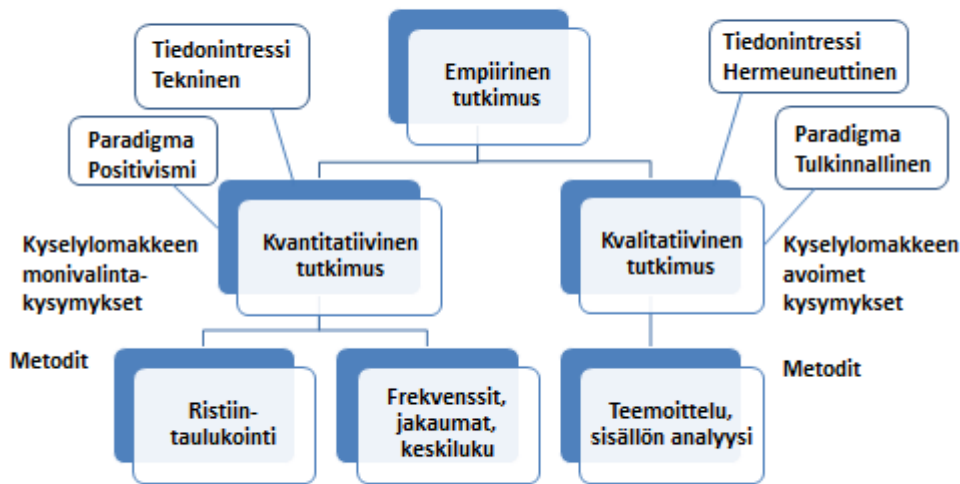 Tiedonintressi
Tekninen
Empiirinen
tutkimus
Tiedonintressi
Hermeuneuttinen
Paradigma
Positivismi
Paradigma
Tulkinnallinen
Kyselylomakkeen
monivalinta-
kysymykset
Kvantitatiivinen
tutkimus
Kvalitatiivinen
tutkimus
Kyselylomakkeen
avoimet
kysymykset
Metodit
Ristiin-
taulukointi
Frekvenssit,
jakaumat,
keskiluku
Teemoittelu,
sisällön analyysi
Metodit